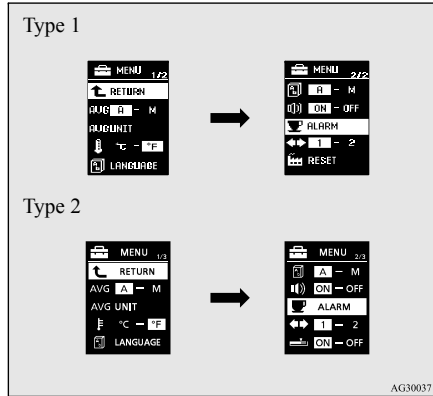 Type 1
MENU 1/2
RETURN
AVG A – M
AVG UNIT
°C – °F
LANGUAGE
MENU 2/2
A – M
ON – OFF
ALARM
1 – 2
RESET
Type 2
MENU 1/3
RETURN
AVG A – M
AVG UNIT
°C – °F
LANGUAGE
MENU 2/3
A – M
ON – OFF
ALARM
1 – 2
ON – OFF
AG30037